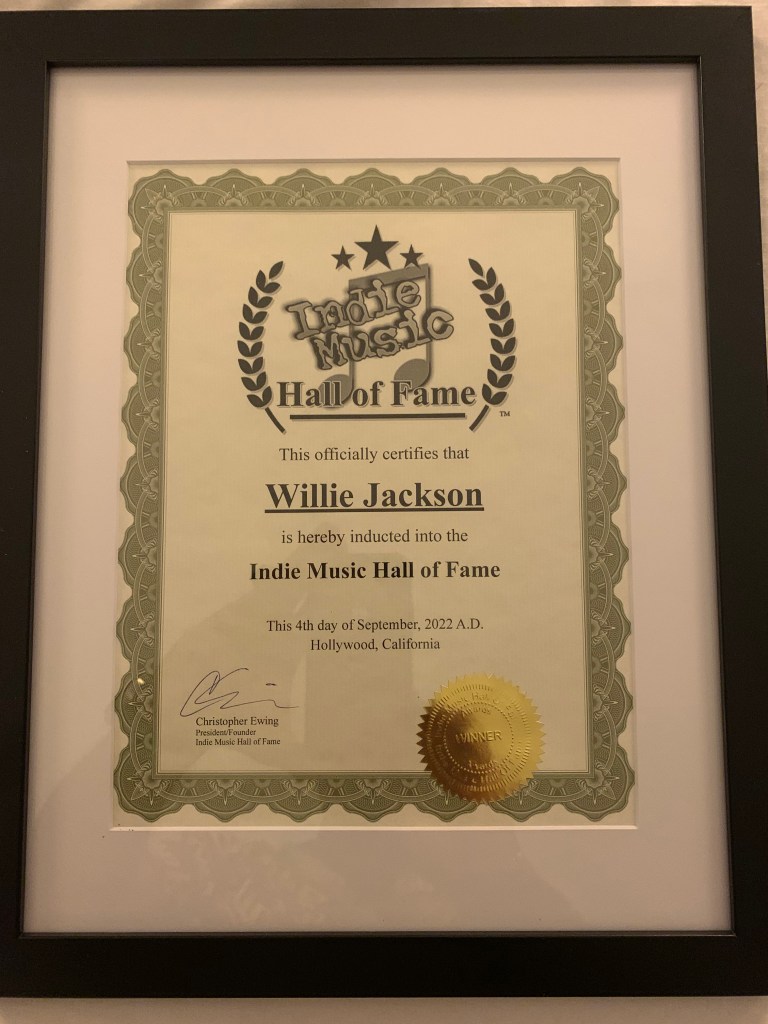 Indie
Music
Hall of Fame
TM
This officially certifies that
Willie Jackson
is hereby inducted into the
Indie Music Hall of Fame
This 4th day of September, 2022 A.D.
Hollywood, California
Christopher Ewing
President/Founder
Indie Music Hall of Fame
WINNER